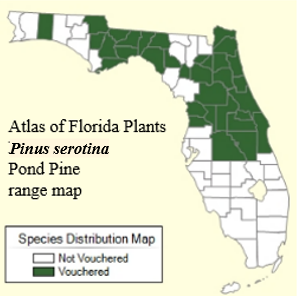 Atlas of Florida Plants
Pinus serotina
Pond Pine
range map
Species Distribution Map
Not Vouchered
Vouchered